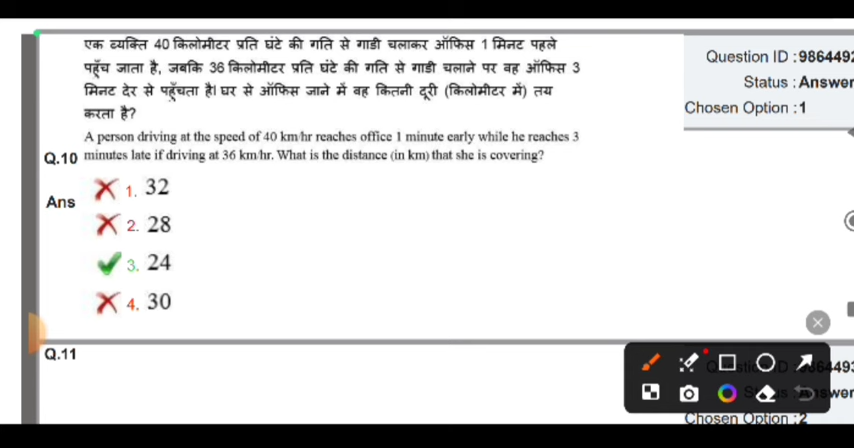 एक व्यक्ति 40 किलोमीटर प्रति घंटे की गति से गाडी चलाकर ऑफिस 1 मिनट पहले
पहुँच जाता है, जबकि 36 किलोमीटर प्रति घंटे की गति से गाडी चलाने पर वह ऑफिस 3
मिनट देर से पहुँचता है। घर से ऑफिस जाने में वह कितनी दूरी (किलोमीटर में) तय
करता है?
A person driving at the speed of 40 km/hr reaches office 1 minute early while he reaches 3
Q.10 minutes late if driving at 36 km/hr. What is the distance (in km) that she is covering?
Ans
1. 32
2. 28
3. 24
4. 30
Question ID : 9864492
Status : Answer
Chosen Option : 1
Q.11
Chosen Option : 2